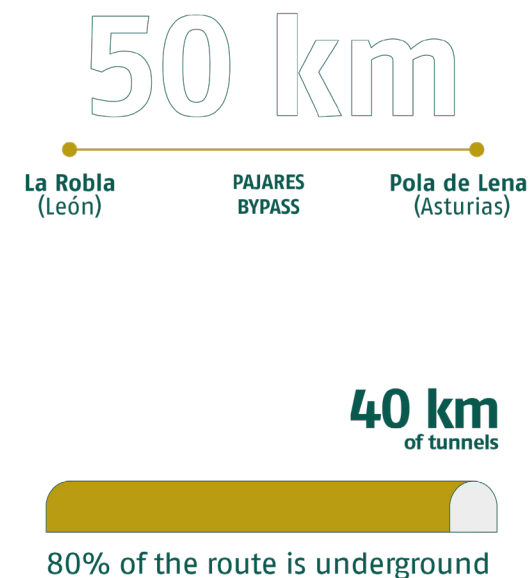 50 km
La Robla
(León)
PAJARES
BYPASS
Pola de Lena
(Asturias)
40 km
of tunnels
80% of the route is underground